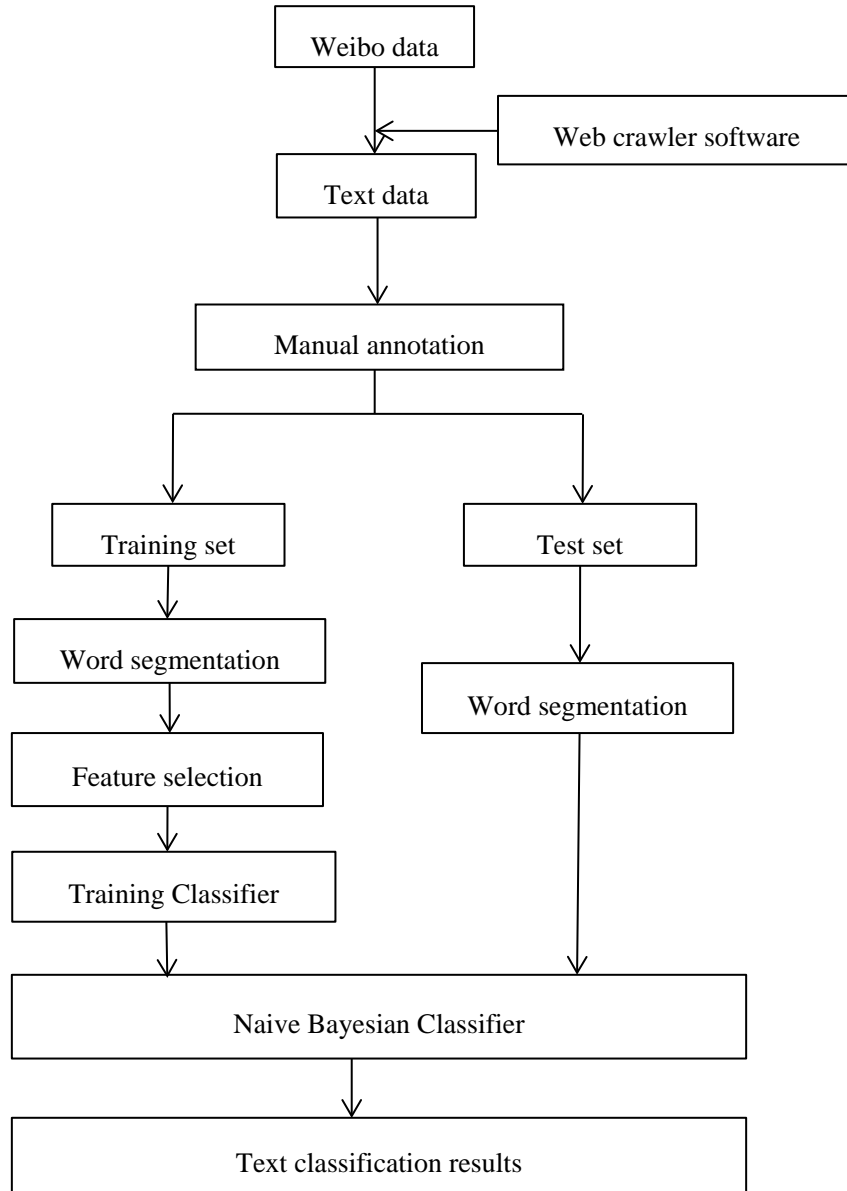 Weibo data
Web crawler software
Text data
Manual annotation
Training set
Test set
Word segmentation
Word segmentation
Feature selection
Training Classifier
Naive Bayesian Classifier
Text classification results